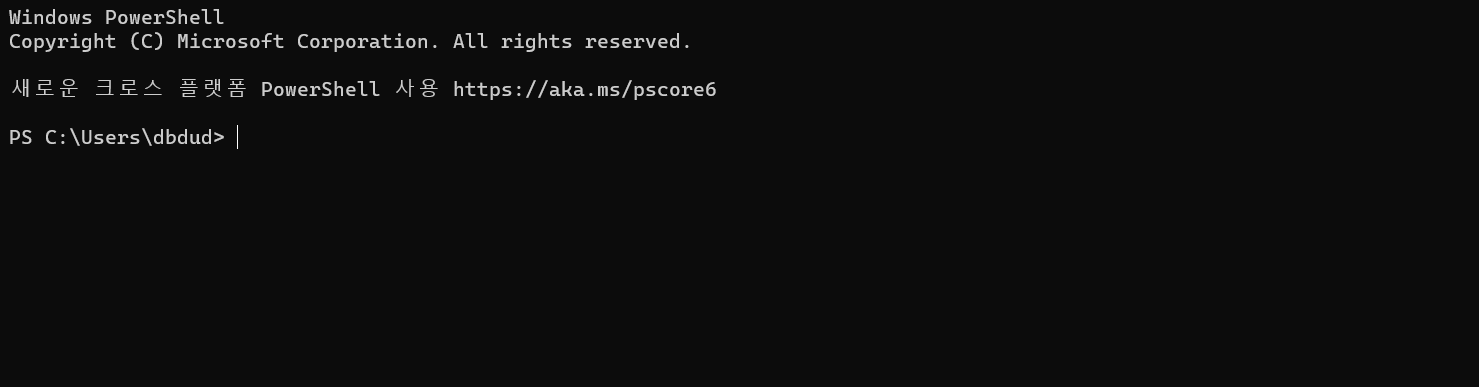 Windows PowerShell
Copyright (C) Microsoft Corporation. All rights reserved.
새로운 크로스 플랫폼 PowerShell 사용 https://aka.ms/pscore6
PS C:\Users\dbdud>